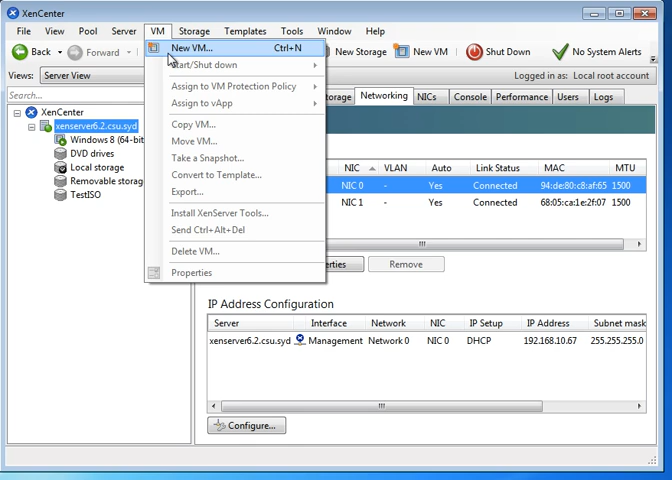 XenCenter
File View Pool Server VM Storage Templates Tools Window Help
Back Forward New Storage New VM Shut Down No System Alerts
Views: Server View Logged in as: Local root account
Search...
XenCenter
xenserver6.2.csu.syd
Windows 8 (64-bit
DVD drives
Local storage
Removable storag
TestISO
New VM... Ctrl+N
Start/Shut down
Assign to VM Protection Policy
Assign to vApp
Copy VM...
Move VM...
Take a Snapshot...
Convert to Template...
Export...
Install XenServer Tools...
Send Ctrl+Alt+Del
Delete VM...
Properties
torage Networking NICs Console Performance Users Logs
NIC VLAN Auto Link Status MAC MTU
NIC 0 - Yes Connected 94:de:80:c8:af:65 1500
NIC 1 - Yes Connected 68:05:ca:1e:2f:07 1500
erties Remove
IP Address Configuration
Server Interface Network NIC IP Setup IP Address Subnet mask
xenserver6.2.csu.syd Management Network 0 NIC 0 DHCP 192.168.10.67 255.255.255.0
Configure...